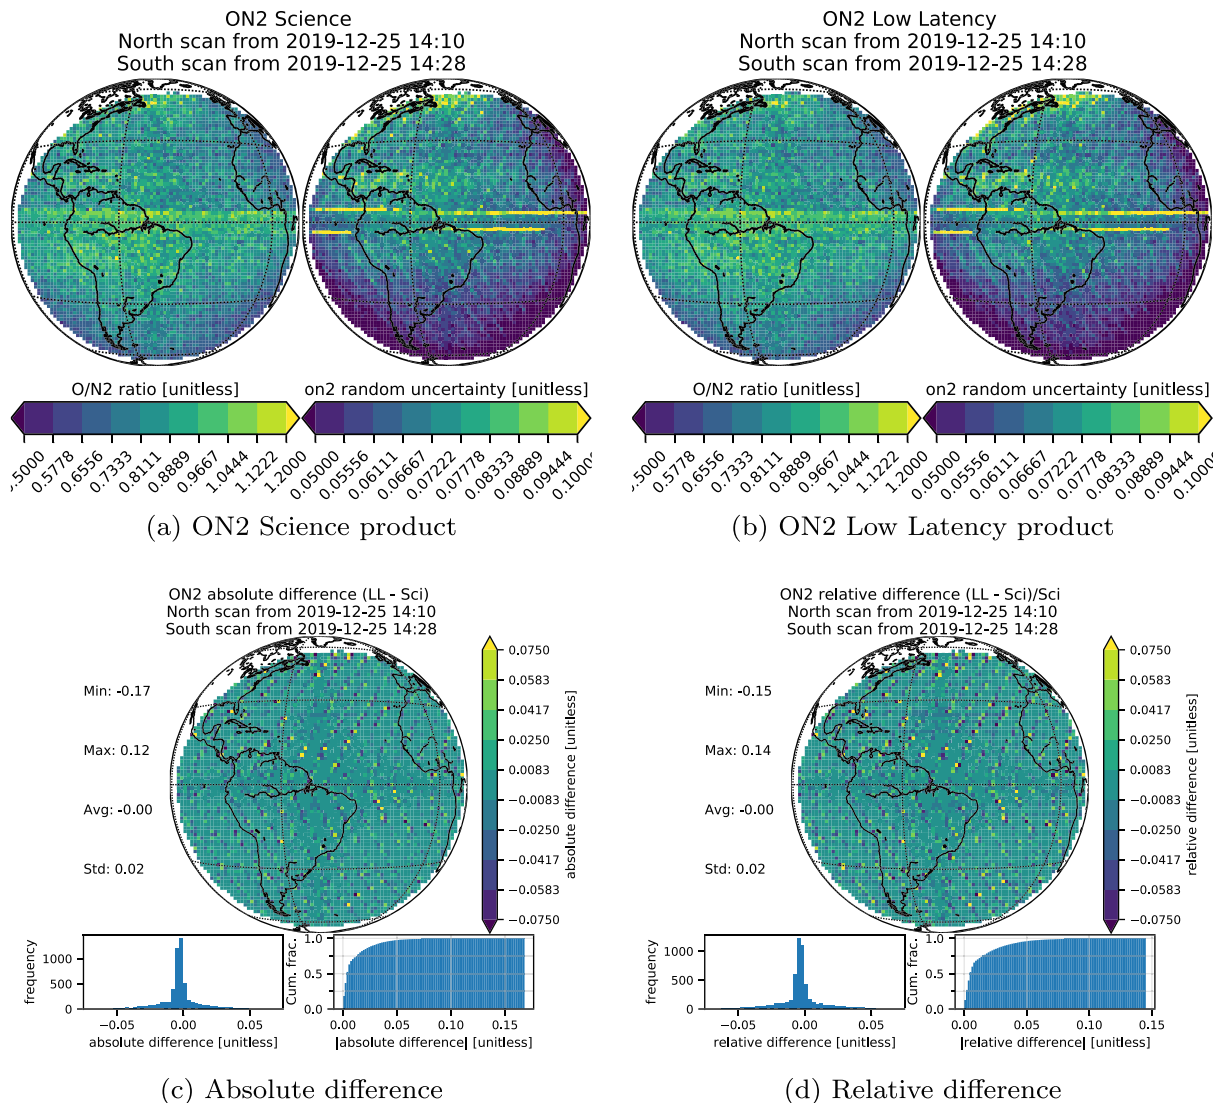 ON2 Science
North scan from 2019-12-25 14:10
South scan from 2019-12-25 14:28
O/N2 ratio [unitless]
on2 random uncertainty [unitless]
0.5778
0.6556
0.7333
0.8111
0.8889
0.9667
1.0444
1.1222
1.2000
0.05000
0.05556
0.06111
0.06667
0.07222
0.07778
0.08333
0.08889
0.09444
(a) ON2 Science product
ON2 Low Latency
North scan from 2019-12-25 14:10
South scan from 2019-12-25 14:28
O/N2 ratio [unitless]
on2 random uncertainty [unitless]
0.5778
0.6556
0.7333
0.8111
0.8889
0.9667
1.0444
1.1222
1.2000
0.05000
0.05556
0.06111
0.06667
0.07222
0.07778
0.08333
0.08889
0.09444
(b) ON2 Low Latency product
ON2 absolute difference (LL - Sci)
North scan from 2019-12-25 14:10
South scan from 2019-12-25 14:28
Min: -0.17
Max: 0.12
Avg: -0.00
Std: 0.02
0.0750
0.0583
0.0417
0.0250
0.0083
−0.0083
−0.0250
−0.0417
−0.0583
−0.0750
absolute difference [unitless]
frequency
1000
500
0
−0.05
0.00
0.05
absolute difference [unitless]
Cum. frac.
1.0
0.5
0.0
0.00
0.05
0.10
0.15
|absolute difference| [unitless]
(c) Absolute difference
ON2 relative difference (LL - Sci)/Sci
North scan from 2019-12-25 14:10
South scan from 2019-12-25 14:28
Min: -0.15
Max: 0.14
Avg: -0.00
Std: 0.02
0.0750
0.0583
0.0417
0.0250
0.0083
−0.0083
−0.0250
−0.0417
−0.0583
−0.0750
relative difference [unitless]
frequency
1000
500
0
−0.05
0.00
0.05
relative difference [unitless]
Cum. frac.
1.0
0.5
0.0
0.00
0.05
0.10
0.15
|relative difference| [unitless]
(d) Relative difference